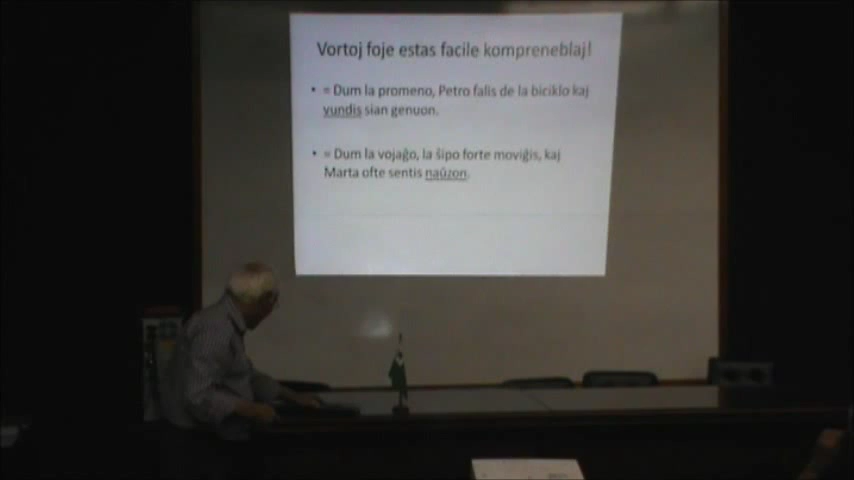 Vortoj foje estas facile kompreneblaj!
• = Dum la promeno, Petro falis de la biciklo kaj
vundis sian genuon.
• = Dum la vojaĝo, la ŝipo forte moviĝis, kaj
Marta ofte sentis naŭzon.